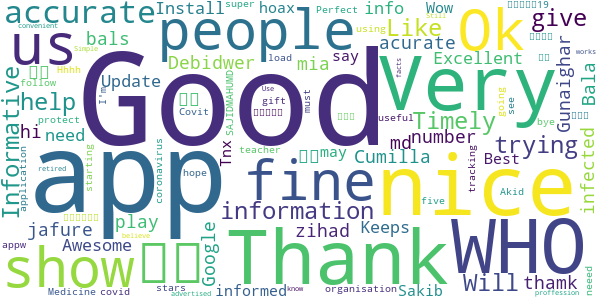 accurate
Install
hoax
super
Perfect
info
Wow
using
Still
convenient
us
people
Like
acurate
give
Ok
Debidwer
bals
mia
load
say
Excellent
Simple
Update
Hhhh
I'm
follow
Good
Very
Gunaighar
Bala
works
facts
Use
gift
must
see
bye
Informative
help
Covit
SAJIDMAHUMD
Timely
useful
going
hi
need
Tnx
teacher
number
md
trying
protect
may
Cumilla
Best
tracking
infected
application
starting
app
coronavirus
hope
fine
nice
Akid
retired
jafure
play
information
five
Awesome
Google
Thank
zihad
Keeps
WHO
believe
show
stars
Will
thamk
neeed
appw
Medicine
covid
informed
advertised
know
organisation
Sakib
proffession